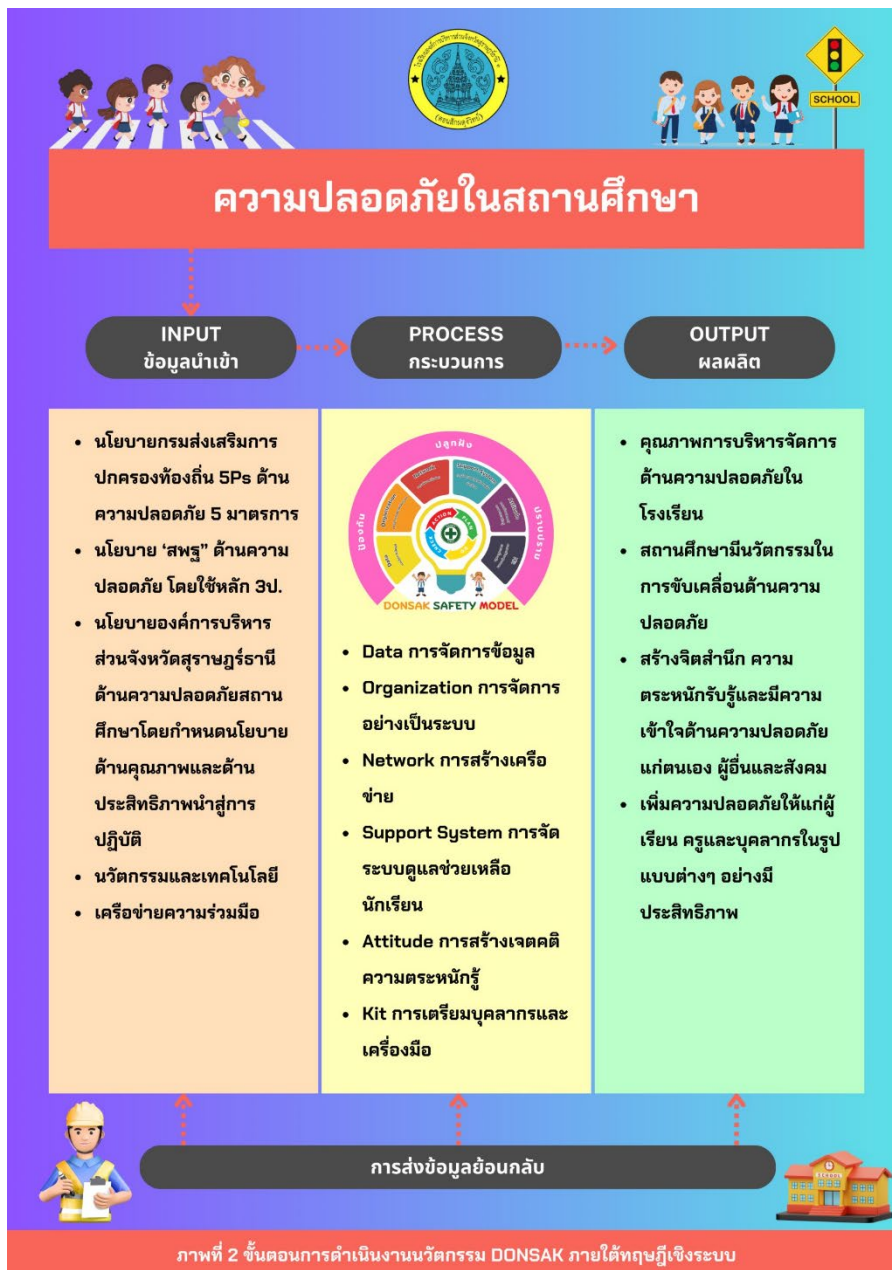 (ดอนสักผดุงวิทย์)
SCHOOL
ความปลอดภัยในสถานศึกษา
INPUT
ข้อมูลนำเข้า
PROCESS
กระบวนการ
OUTPUT
ผลผลิต
• นโยบายกรมส่งเสริมการ
ปกครองท้องถิ่น 5Ps ด้าน
ความปลอดภัย 5 มาตรการ
• นโยบาย ‘สพฐ” ด้านความ
ปลอดภัย โดยใช้หลัก 3ป.
• นโยบายองค์การบริหาร
ส่วนจังหวัดสุราษฎร์ธานี
ด้านความปลอดภัยสถาน
ศึกษาโดยกำหนดนโยบาย
ด้านคุณภาพและด้าน
ประสิทธิภาพนำสู่การ
ปฏิบัติ
• นวัตกรรมและเทคโนโลยี
• เครือข่ายความร่วมมือ
ป้องกัน
ปลูกฝัง
ปราบปราม
Data
Organization
Network
Support System
Attitude
Kit
ACTION
PLAN
DO
CHECK
DONSAK SAFETY MODEL
• Data การจัดการข้อมูล
• Organization การจัดการ
อย่างเป็นระบบ
• Network การสร้างเครือ
ข่าย
• Support System การจัด
ระบบดูแลช่วยเหลือ
นักเรียน
• Attitude การสร้างเจตคติ
ความตระหนักรู้
• Kit การเตรียมบุคลากรและ
เครื่องมือ
• คุณภาพการบริหารจัดการ
ด้านความปลอดภัยใน
โรงเรียน
• สถานศึกษามีนวัตกรรมใน
การขับเคลื่อนด้านความ
ปลอดภัย
• สร้างจิตสำนึก ความ
ตระหนักรับรู้และมีความ
เข้าใจด้านความปลอดภัย
แก่ตนเอง ผู้อื่นและสังคม
• เพิ่มความปลอดภัยให้แก่ผู้
เรียน ครูและบุคลากรในรูป
แบบต่างๆ อย่างมี
ประสิทธิภาพ
การส่งข้อมูลย้อนกลับ
SCHOOL
ภาพที่ 2 ขั้นตอนการดำเนินงานนวัตกรรม DONSAK ภายใต้ทฤษฎีเชิงระบบ